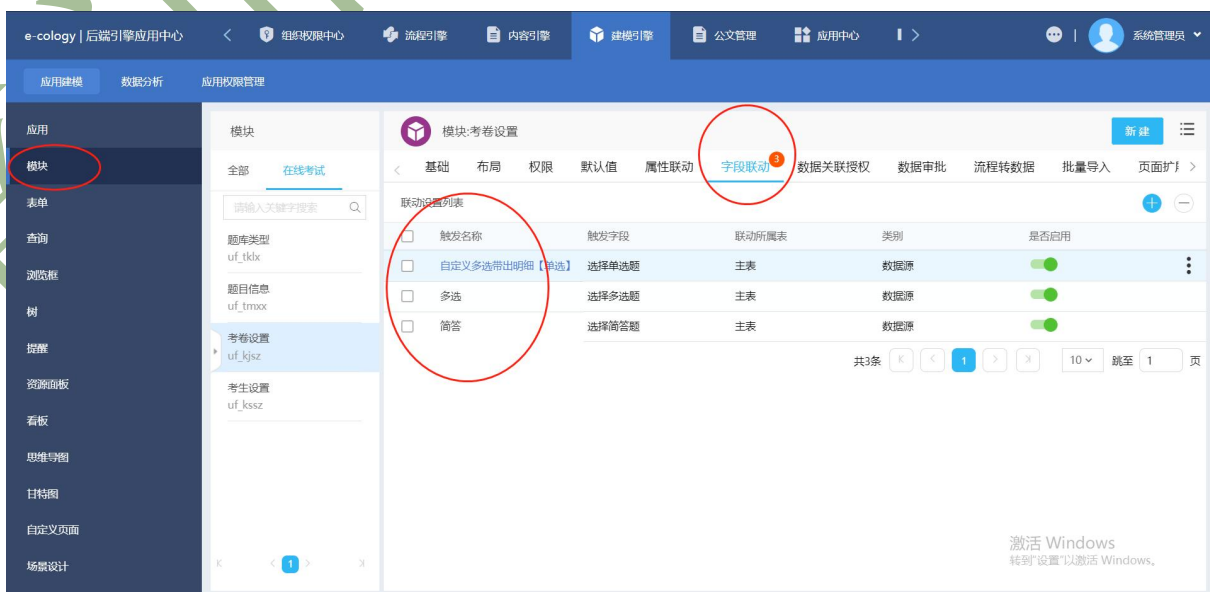 e-cology | 后端引擎应用中心 组织权限中心 流程引擎 内容引擎 建模引擎 公文管理 应用中心 系统管理员
应用建模 数据分析 应用权限管理
应用
模块
表单
查询
浏览框
树
提醒
资源面板
看板
思维导图
甘特图
自定义页面
场景设计
模块
全部 在线考试
请输入关键字搜索
题库类型
uf_tklx
题目信息
uf_tmxx
考卷设置
uf_kjsz
考生设置
uf_kssz
1
模块:考卷设置 新建
基础 布局 权限 默认值 属性联动 字段联动 3 数据关联授权 数据审批 流程转数据 批量导入 页面扩展
联动设置列表
触发名称 触发字段 联动所属表 类别 是否启用
自定义多选带出明细【单选】 选择单选题 主表 数据源
多选 选择多选题 主表 数据源
简答 选择简答题 主表 数据源
共3条 1 10 跳至 1 页
激活 Windows
转到"设置"以激活 Windows。